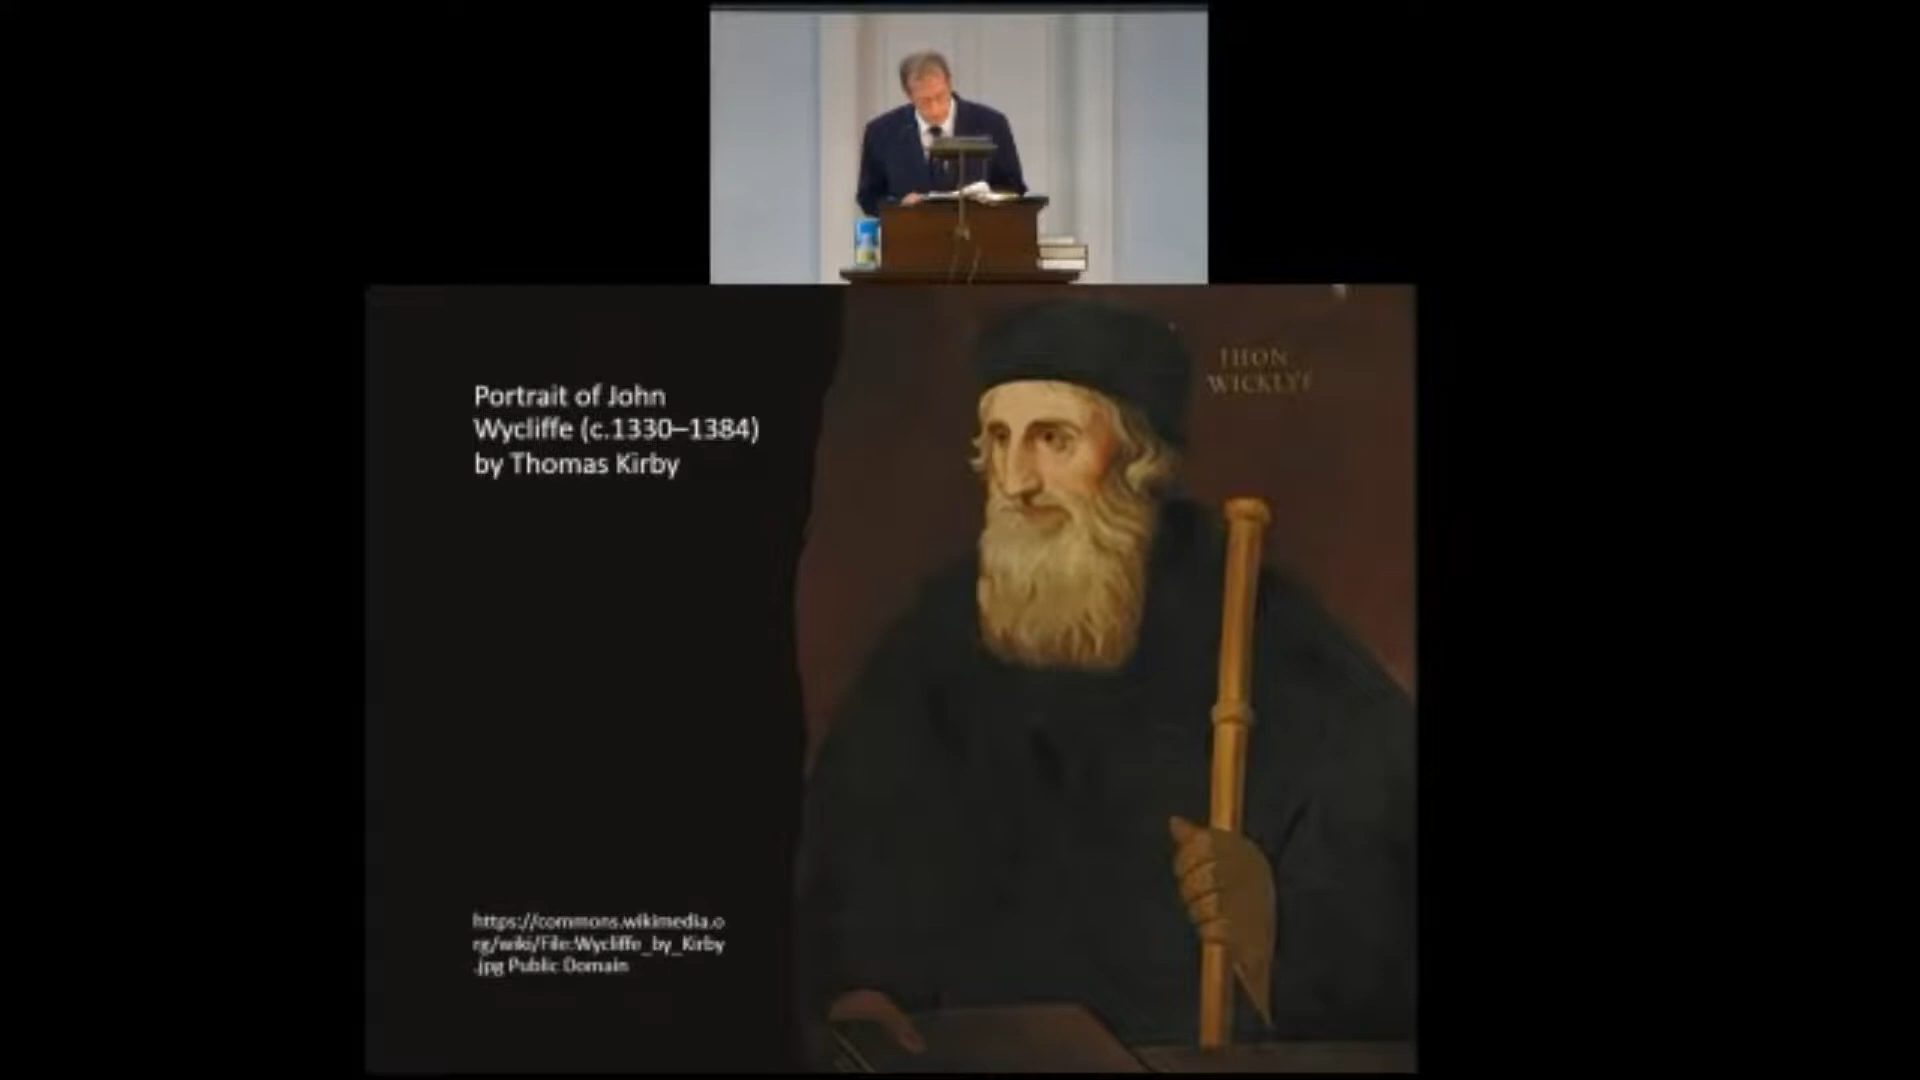 Portrait of John
Wycliffe (c.1330–1384)
by Thomas Kirby
IHON
WICKLYF
https://commons.wikimedia.o
rg/wiki/File:Wycliffe_by_Kirby
.jpg Public Domain